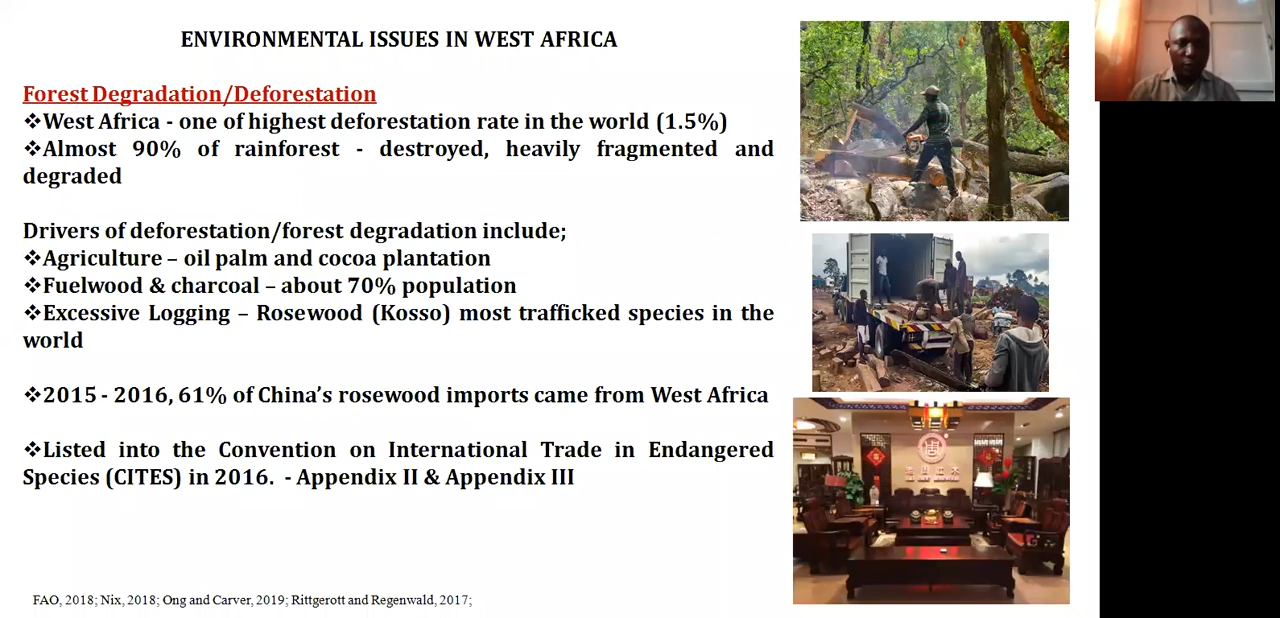 ENVIRONMENTAL ISSUES IN WEST AFRICA
Forest Degradation/Deforestation
❖West Africa - one of highest deforestation rate in the world (1.5%)
❖Almost 90% of rainforest - destroyed, heavily fragmented and
degraded
Drivers of deforestation/forest degradation include;
❖Agriculture – oil palm and cocoa plantation
❖Fuelwood & charcoal – about 70% population
❖Excessive Logging – Rosewood (Kosso) most trafficked species in the
world
❖2015 - 2016, 61% of China’s rosewood imports came from West Africa
❖Listed into the Convention on International Trade in Endangered
Species (CITES) in 2016.  - Appendix II & Appendix III
FAO, 2018; Nix, 2018; Ong and Carver, 2019; Rittgerott and Regenwald, 2017;